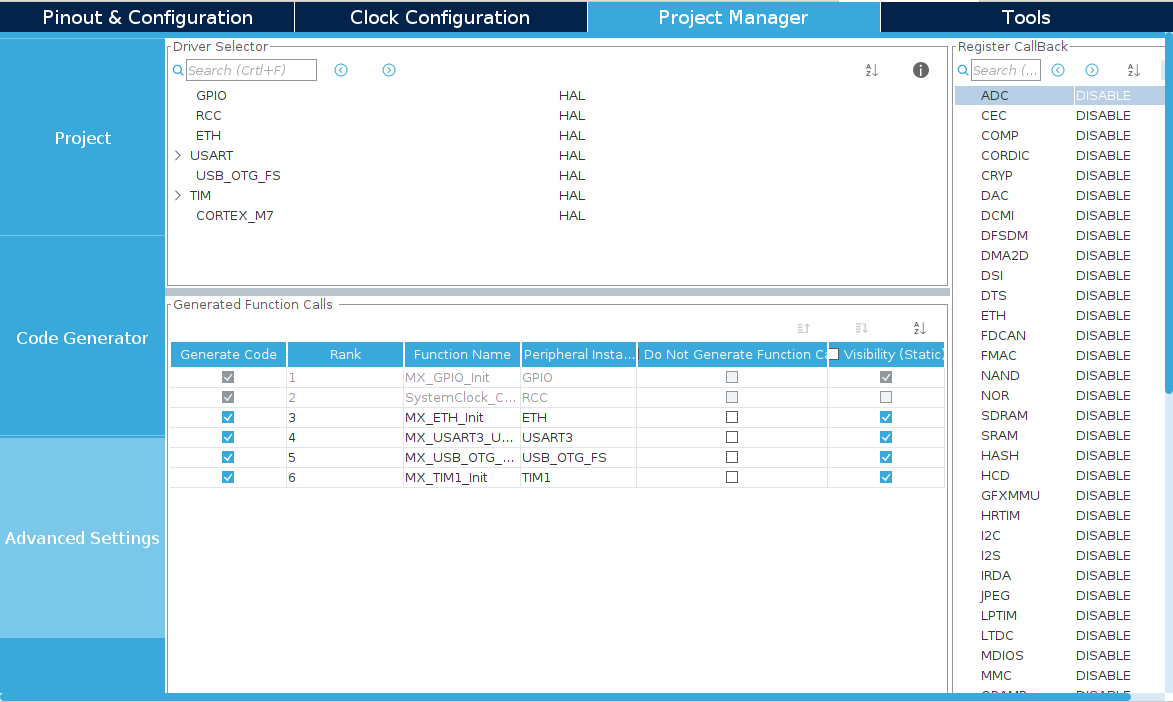 Pinout & Configuration
Clock Configuration
Project Manager
Tools
Project
Code Generator
Advanced Settings
Driver Selector
Search (Crtl+F)
GPIO HAL
RCC HAL
ETH HAL
USART HAL
USB_OTG_FS HAL
TIM HAL
CORTEX_M7 HAL
Generated Function Calls
Generate Code Rank Function Name Peripheral Insta... Do Not Generate Function Ca Visibility (Static)
1 MX_GPIO_Init GPIO
2 SystemClock_C... RCC
3 MX_ETH_Init ETH
4 MX_USART3_U... USART3
5 MX_USB_OTG_... USB_OTG_FS
6 MX_TIM1_Init TIM1
Register CallBack
Search (...
ADC DISABLE
CEC DISABLE
COMP DISABLE
CORDIC DISABLE
CRYP DISABLE
DAC DISABLE
DCMI DISABLE
DFSDM DISABLE
DMA2D DISABLE
DSI DISABLE
DTS DISABLE
ETH DISABLE
FDCAN DISABLE
FMAC DISABLE
NAND DISABLE
NOR DISABLE
SDRAM DISABLE
SRAM DISABLE
HASH DISABLE
HCD DISABLE
GFXMMU DISABLE
HRTIM DISABLE
I2C DISABLE
I2S DISABLE
IRDA DISABLE
JPEG DISABLE
LPTIM DISABLE
LTDC DISABLE
MDIOS DISABLE
MMC DISABLE
OPAMP DISABLE